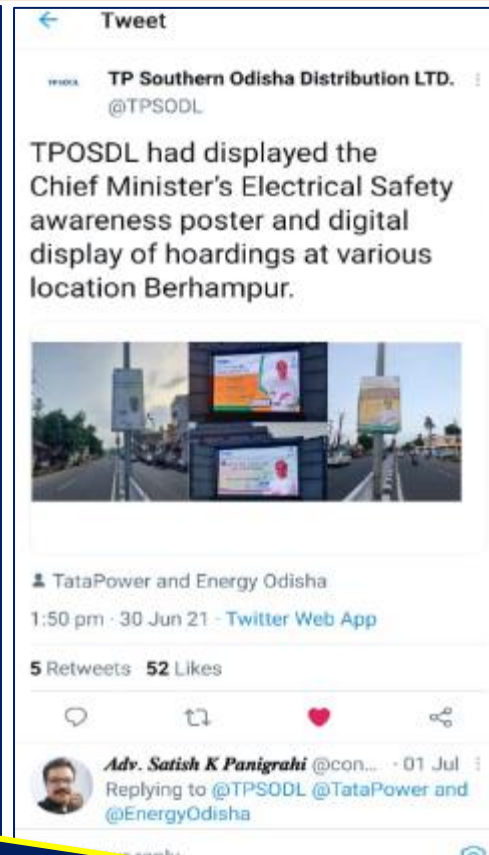 Tweet
TPSODL
TP Southern Odisha Distribution LTD.
@TPSODL
TPOSDL had displayed the
Chief Minister's Electrical Safety
awareness poster and digital
display of hoardings at various
location Berhampur.
TataPower and Energy Odisha
1:50 pm · 30 Jun 21 · Twitter Web App
5 Retweets 52 Likes
Adv. Satish K Panigrahi @con... · 01 Jul
Replying to @TPSODL @TataPower and
@EnergyOdisha
reply